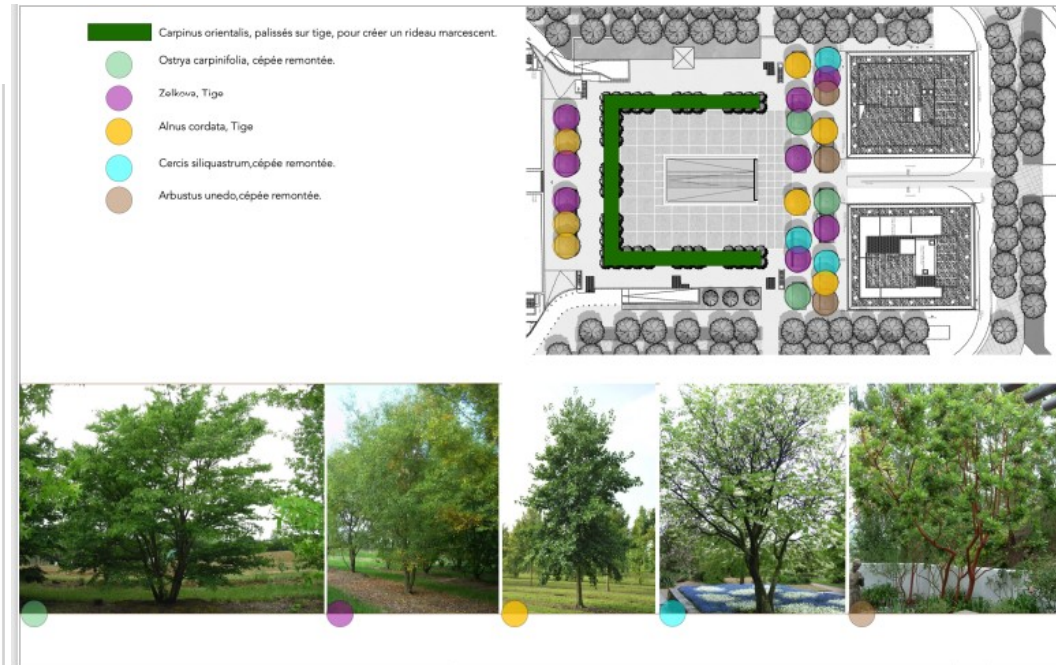 Carpinus orientalis, palissés sur tige, pour créer un rideau marcescent.
Ostrya carpinifolia, cépée remontée.
Zelkova, Tige
Alnus cordata, Tige
Cercis siliquastrum,cépée remontée.
Arbustus unedo,cépée remontée.